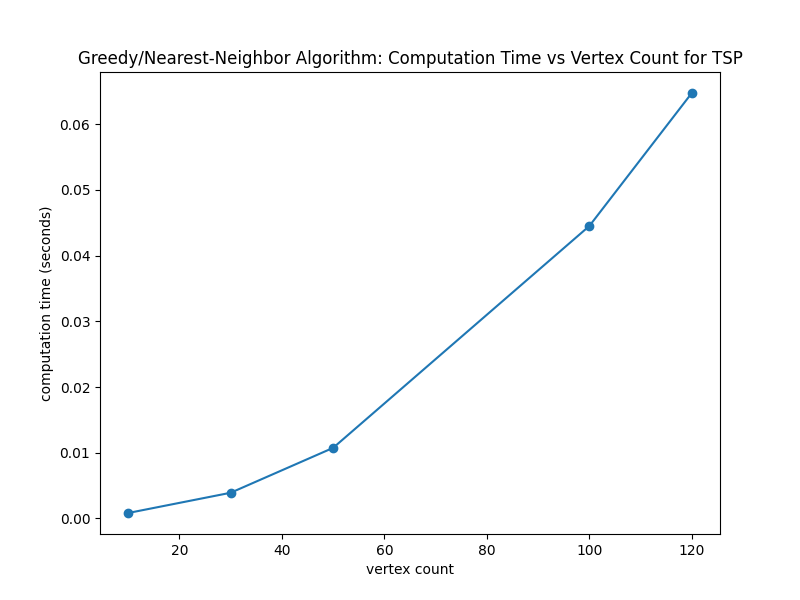 Greedy/Nearest-Neighbor Algorithm: Computation Time vs Vertex Count for TSP
computation time (seconds)
0.06
0.05
0.04
0.03
0.02
0.01
0.00
20 40 60 80 100 120
vertex count